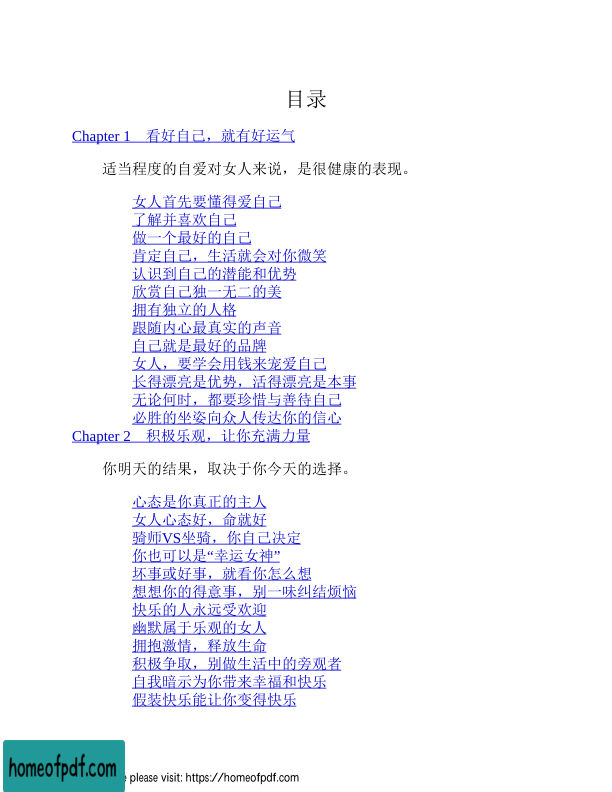 目录
Chapter 1　看好自己，就有好运气
适当程度的自爱对女人来说，是很健康的表现。
女人首先要懂得爱自己
了解并喜欢自己
做一个最好的自己
肯定自己，生活就会对你微笑
认识到自己的潜能和优势
欣赏自己独一无二的美
拥有独立的人格
跟随内心最真实的声音
自己就是最好的品牌
女人，要学会用钱来宠爱自己
长得漂亮是优势，活得漂亮是本事
无论何时，都要珍惜与善待自己
必胜的坐姿向众人传达你的信心
Chapter 2　积极乐观，让你充满力量
你明天的结果，取决于你今天的选择。
心态是你真正的主人
女人心态好，命就好
骑师VS坐骑，你自己决定
你也可以是“幸运女神”
坏事或好事，就看你怎么想
想想你的得意事，别一味纠结烦恼
快乐的人永远受欢迎
幽默属于乐观的女人
拥抱激情，释放生命
积极争取，别做生活中的旁观者
自我暗示为你带来幸福和快乐
假装快乐能让你变得快乐
homeofpdf.com
please visit: https://homeofpdf.com